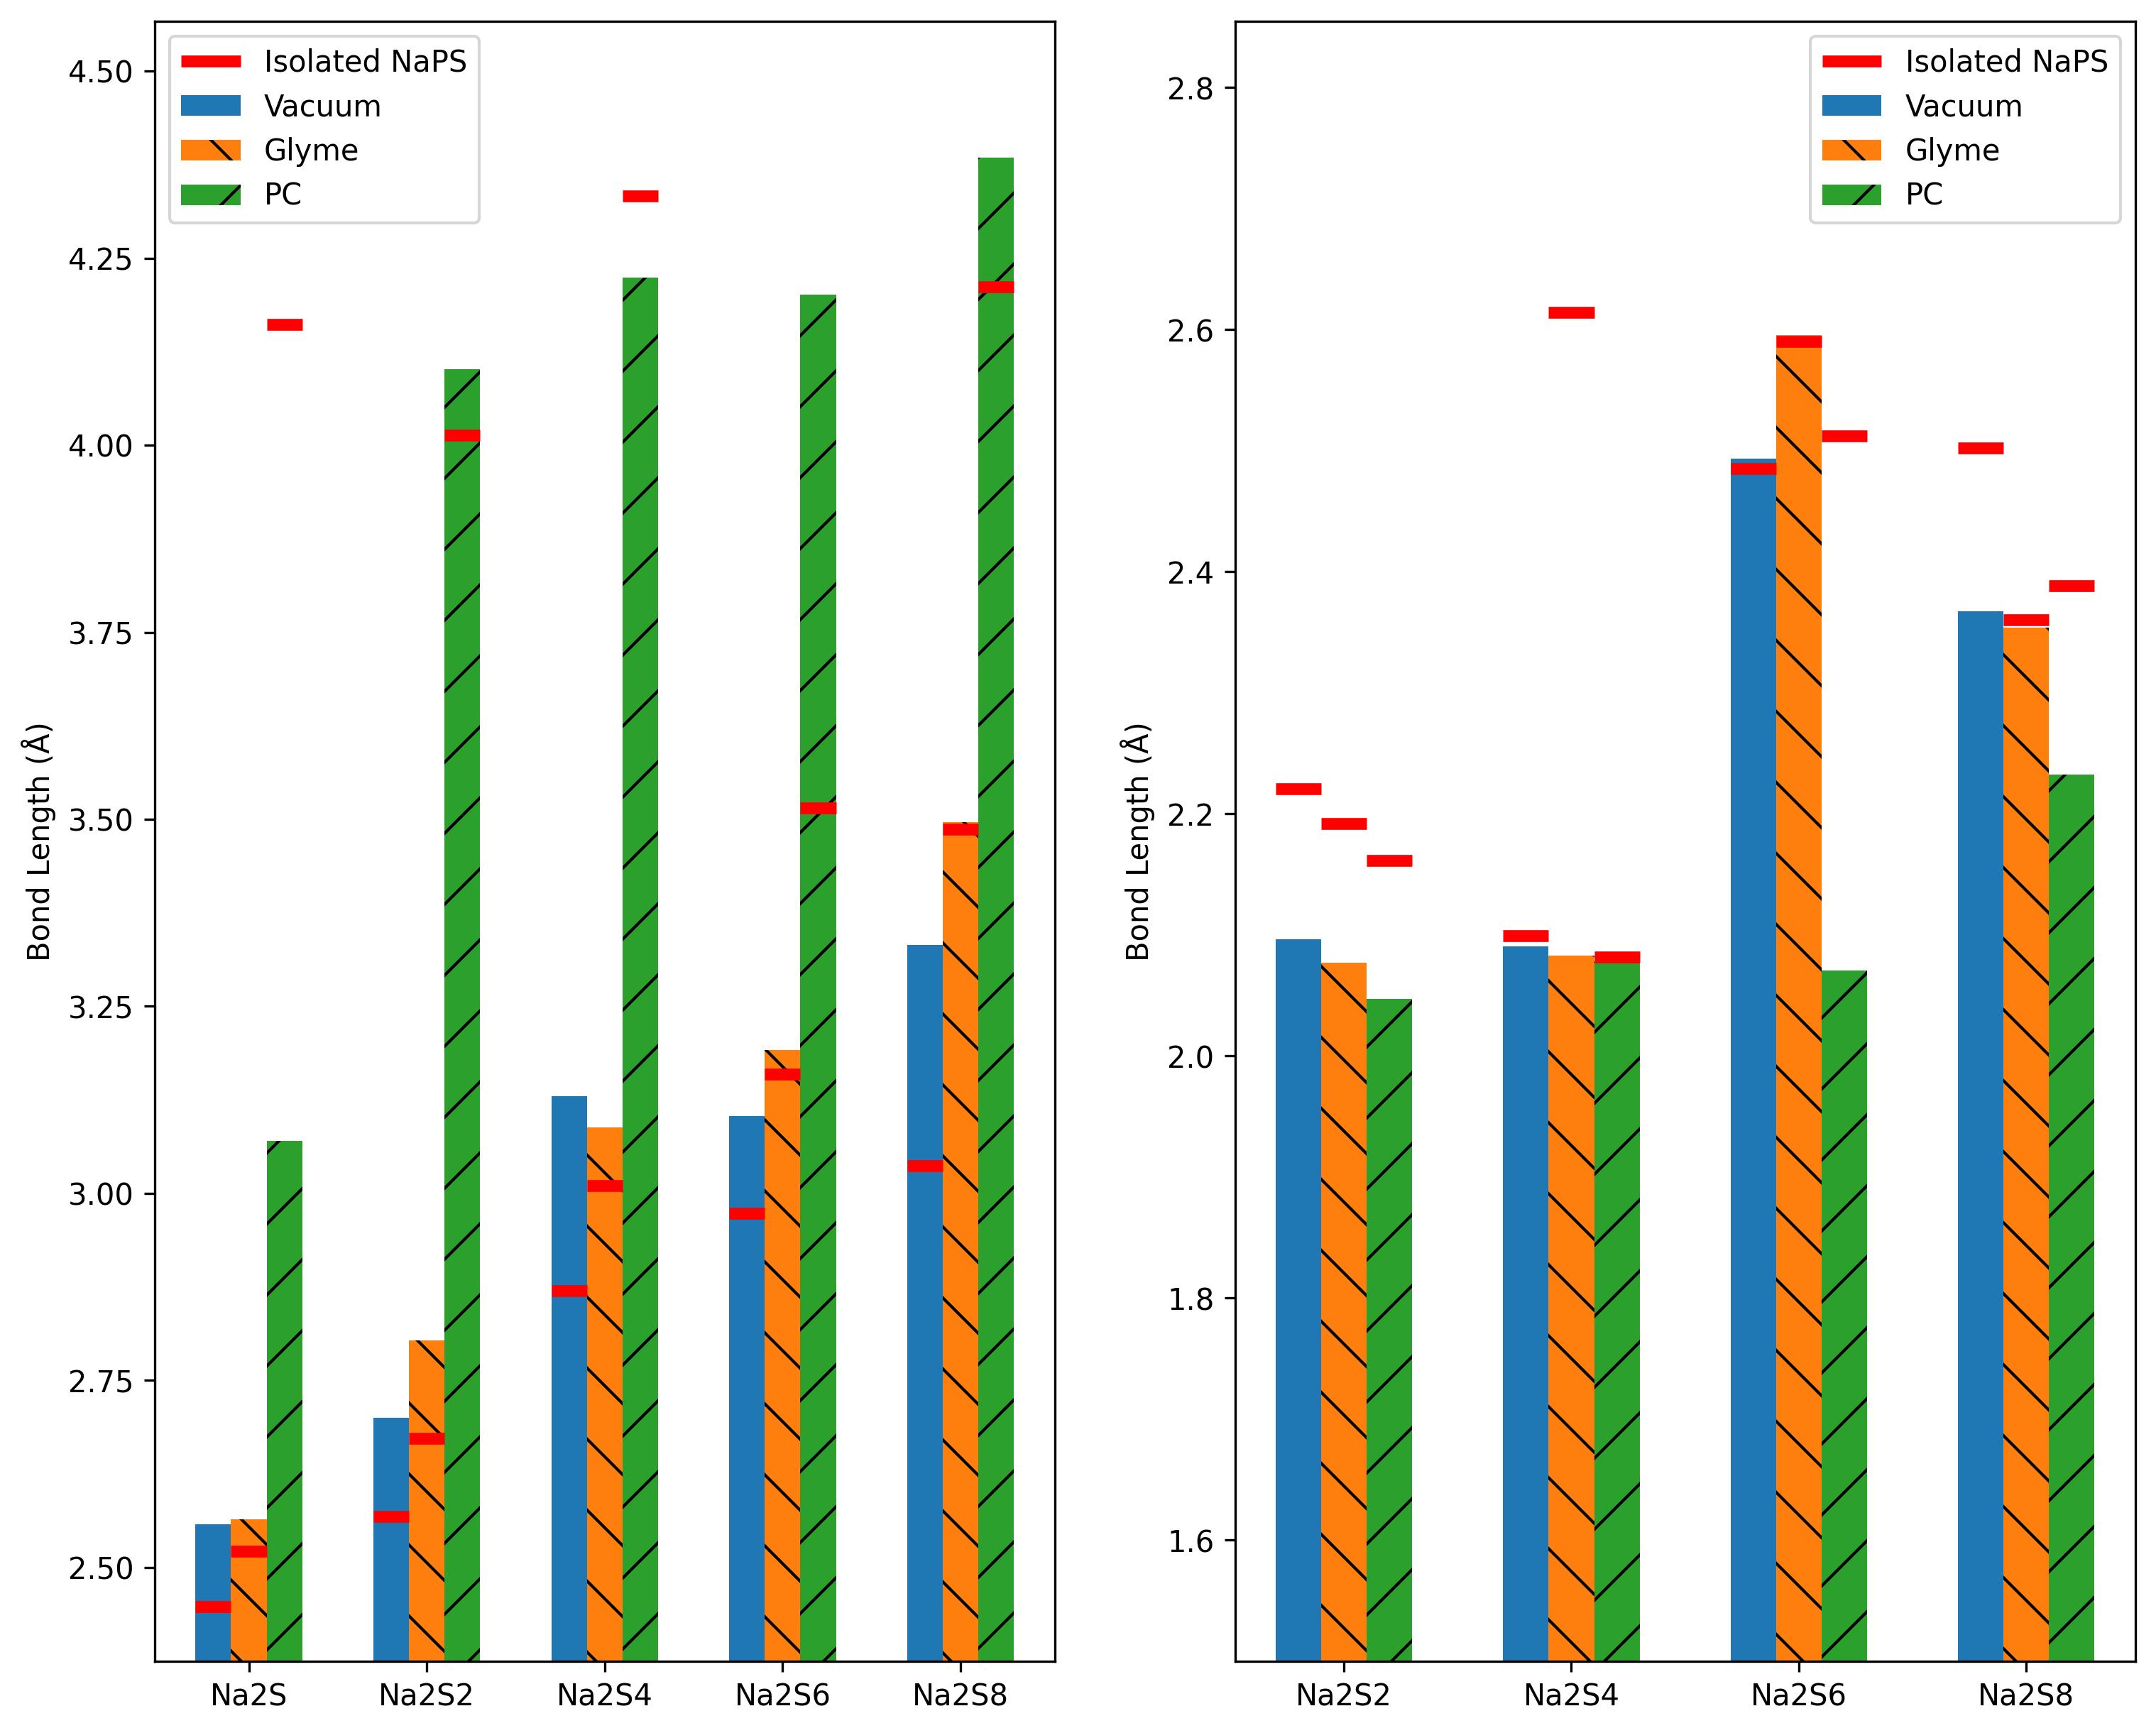 Isolated NaPS
Vacuum
Glyme
PC
Bond Length (Å)
4.50
4.25
4.00
3.75
3.50
3.25
3.00
2.75
2.50
Na2S
Na2S2
Na2S4
Na2S6
Na2S8
Isolated NaPS
Vacuum
Glyme
PC
Bond Length (Å)
2.8
2.6
2.4
2.2
2.0
1.8
1.6
Na2S2
Na2S4
Na2S6
Na2S8